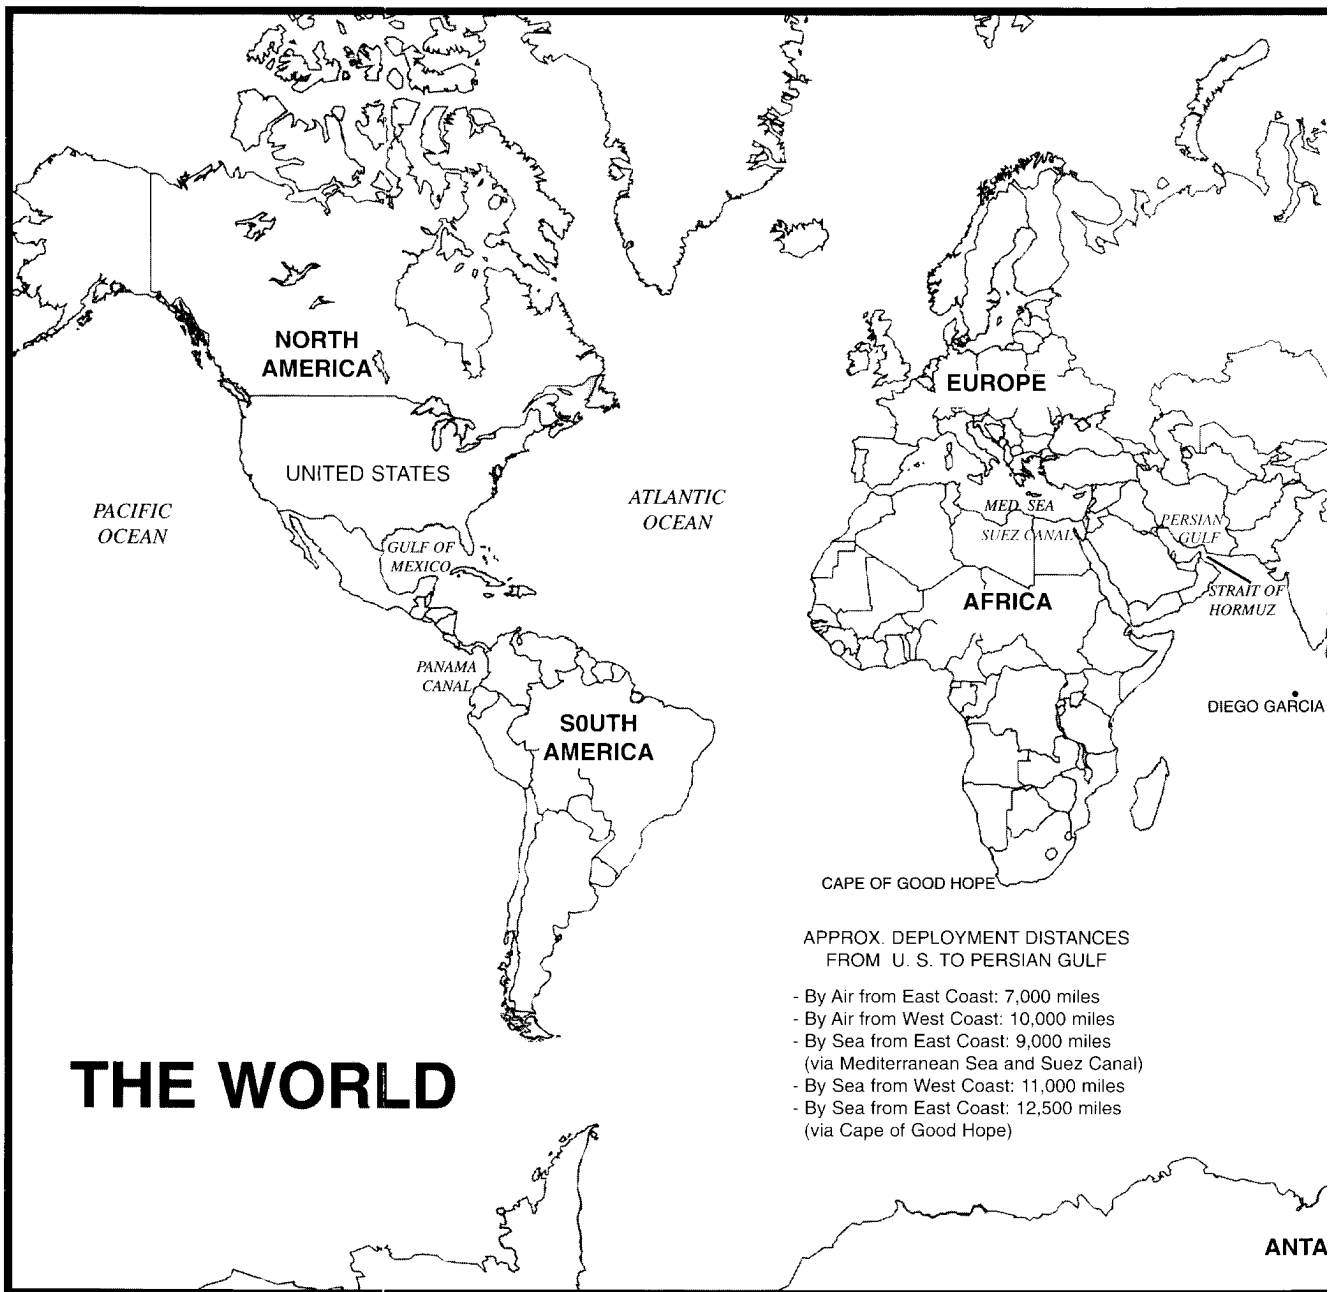 NORTH
AMERICA
EUROPE
UNITED STATES
PACIFIC
OCEAN
ATLANTIC
OCEAN
MED. SEA
SUEZ CANAL
PERSIAN
GULF
GULF OF
MEXICO
STRAIT OF
HORMUZ
AFRICA
PANAMA
CANAL
DIEGO GARCIA
SOUTH
AMERICA
CAPE OF GOOD HOPE
APPROX. DEPLOYMENT DISTANCES
FROM U. S. TO PERSIAN GULF
- By Air from East Coast: 7,000 miles
- By Air from West Coast: 10,000 miles
- By Sea from East Coast: 9,000 miles
(via Mediterranean Sea and Suez Canal)
- By Sea from West Coast: 11,000 miles
- By Sea from East Coast: 12,500 miles
(via Cape of Good Hope)
THE WORLD
ANTA